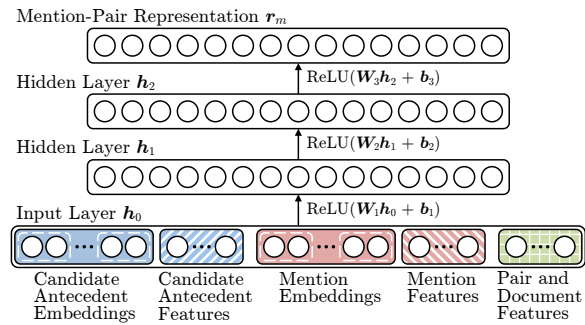 Mention-Pair Representation r_m
ReLU(W_3h_2 + b_3)
Hidden Layer h_2
ReLU(W_2h_1 + b_2)
Hidden Layer h_1
ReLU(W_1h_0 + b_1)
Input Layer h_0
Candidate Antecedent Embeddings
Candidate Antecedent Features
Mention Embeddings
Mention Features
Pair and Document Features